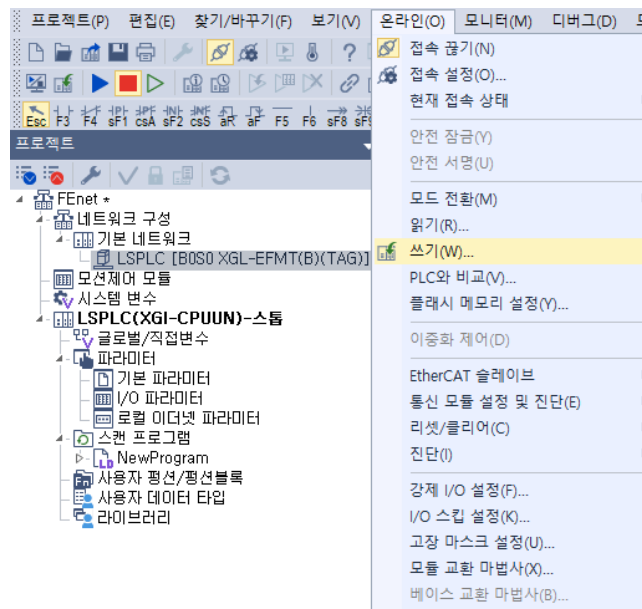 프로젝트(P) 편집(E) 찾기/바꾸기(F) 보기(V) 온라인(O) 모니터(M) 디버그(D)
Esc F3 F4 sF1 csA sF2 csS aR aF F5 F6 sF8 sF9
프로젝트
FEnet *
네트워크 구성
기본 네트워크
LSPLC [B0S0 XGL-EFMT(B)(TAG)]
모션제어 모듈
시스템 변수
LSPLC(XGI-CPUUN)-스톱
글로벌/직접변수
파라미터
기본 파라미터
I/O 파라미터
로컬 이더넷 파라미터
스캔 프로그램
NewProgram
사용자 펑션/펑션블록
사용자 데이터 타입
라이브러리
접속 끊기(N)
접속 설정(O)...
현재 접속 상태
안전 잠금(Y)
안전 서명(U)
모드 전환(M)
읽기(R)...
쓰기(W)...
PLC와 비교(V)...
플래시 메모리 설정(Y)...
이중화 제어(D)
EtherCAT 슬레이브
통신 모듈 설정 및 진단(E)
리셋/클리어(C)
진단(I)
강제 I/O 설정(F)...
I/O 스킵 설정(K)...
고장 마스크 설정(U)...
모듈 교환 마법사(X)...
베이스 교환 마법사(B)...